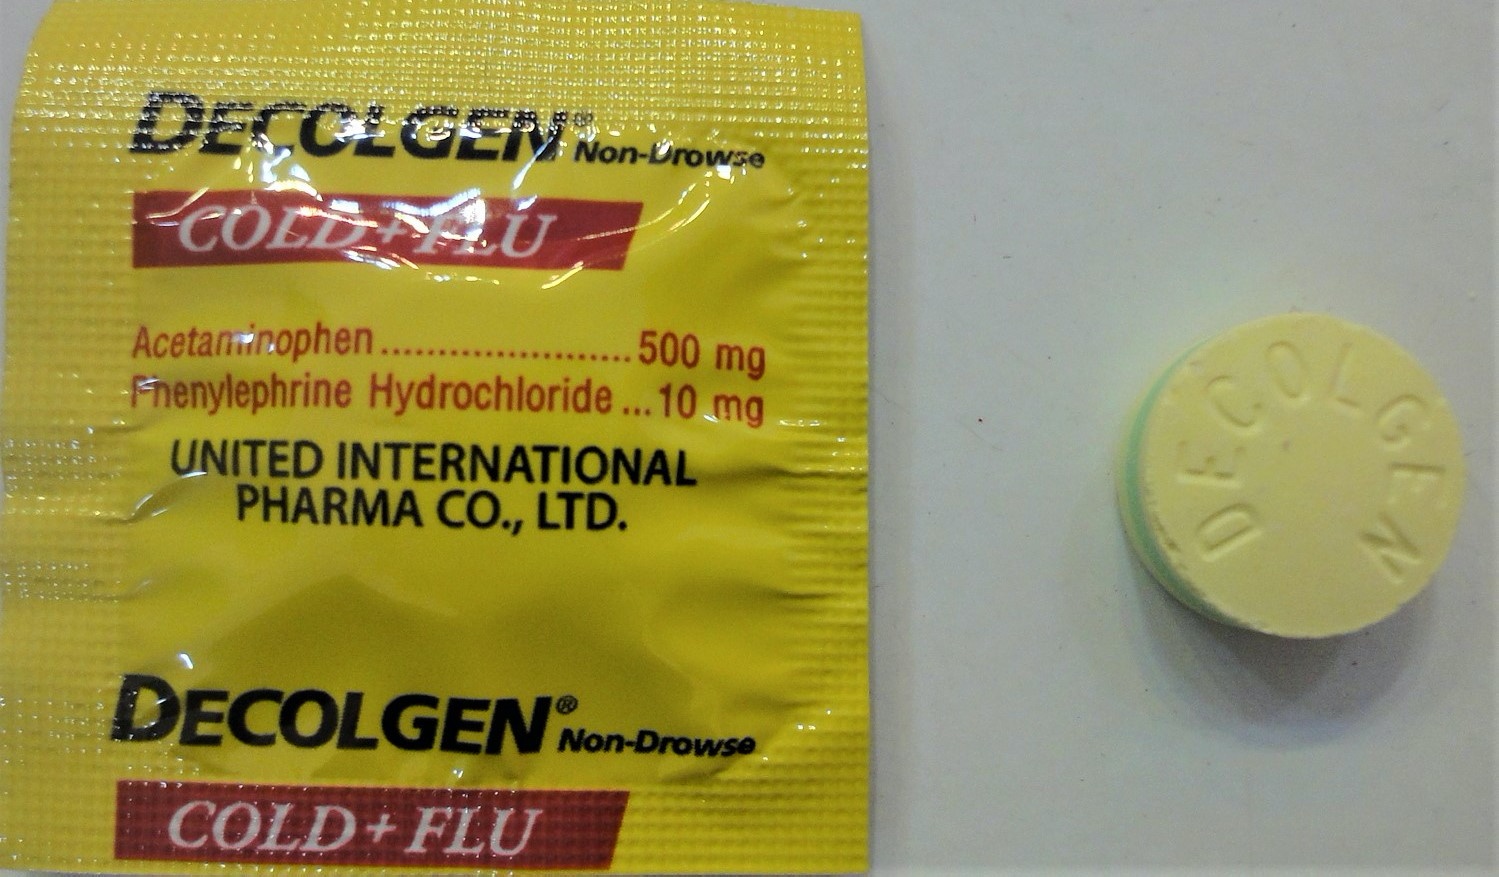 DECOLGEN® Non-Drowse
COLD + FLU
Acetaminophen ........................ 500 mg
Phenylephrine Hydrochloride ... 10 mg
UNITED INTERNATIONAL
PHARMA CO., LTD.
DECOLGEN® Non-Drowse
COLD + FLU
DECOLGEN